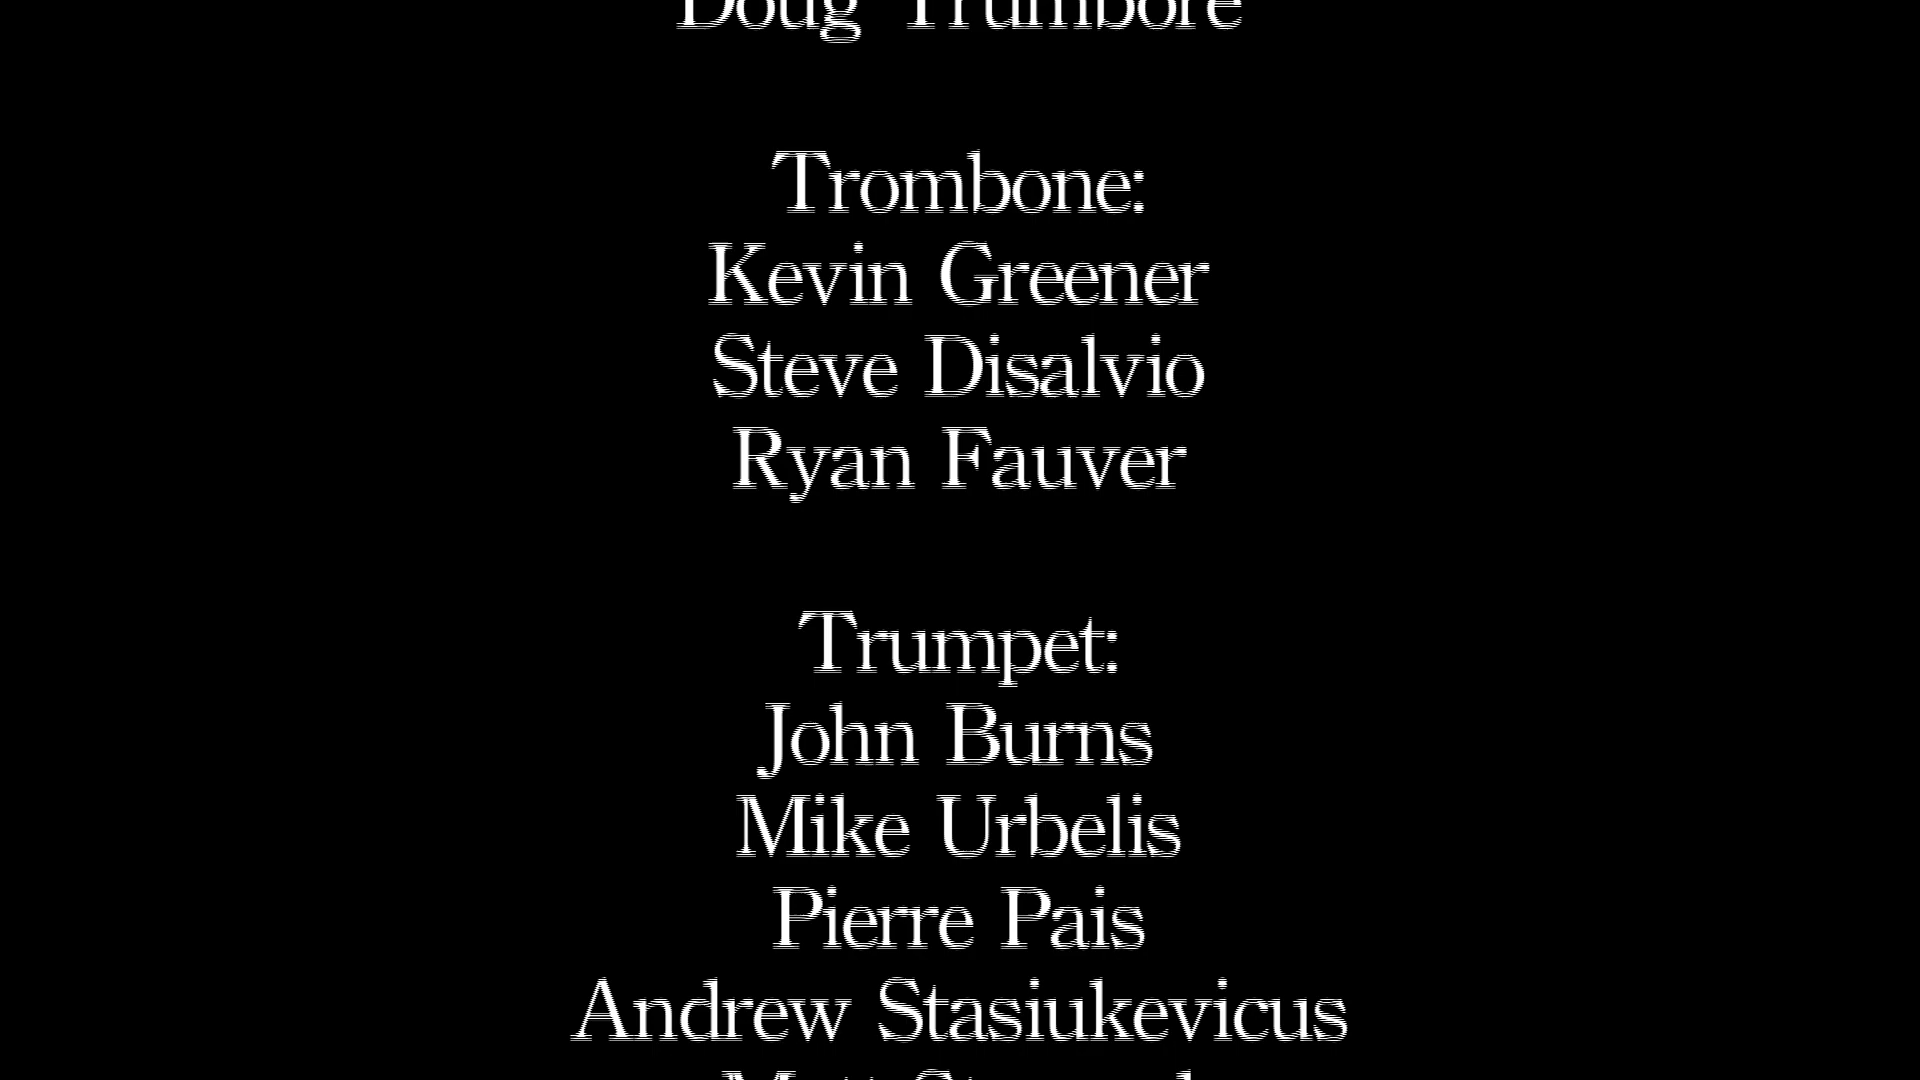 Doug Trumbore
Trombone:
Kevin Greener
Steve Disalvio
Ryan Fauver
Trumpet:
John Burns
Mike Urbelis
Pierre Pais
Andrew Stasiukevicus